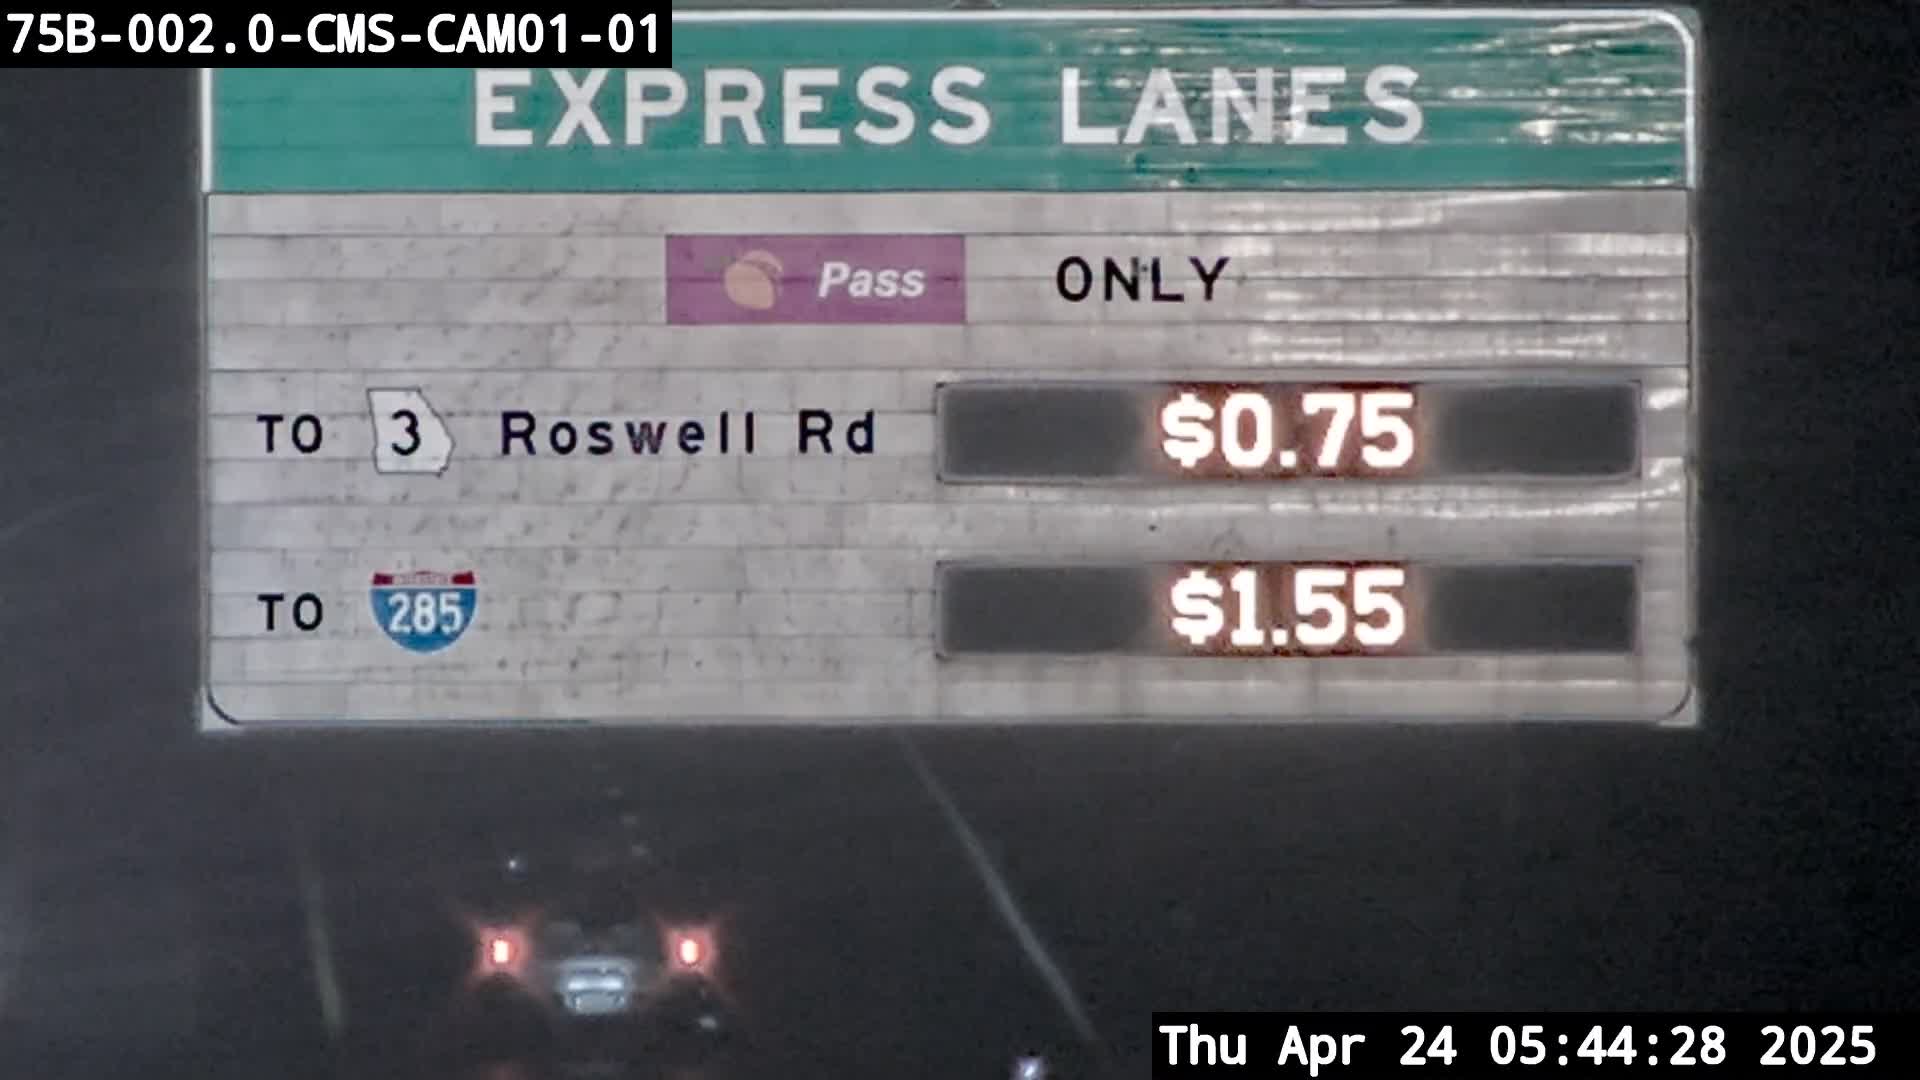 75B-002.0-CMS-CAM01-01
EXPRESS LANES
Pass ONLY
TO 3 Roswell Rd $0.75
TO 285 $1.55
Thu Apr 24 05:44:28 2025